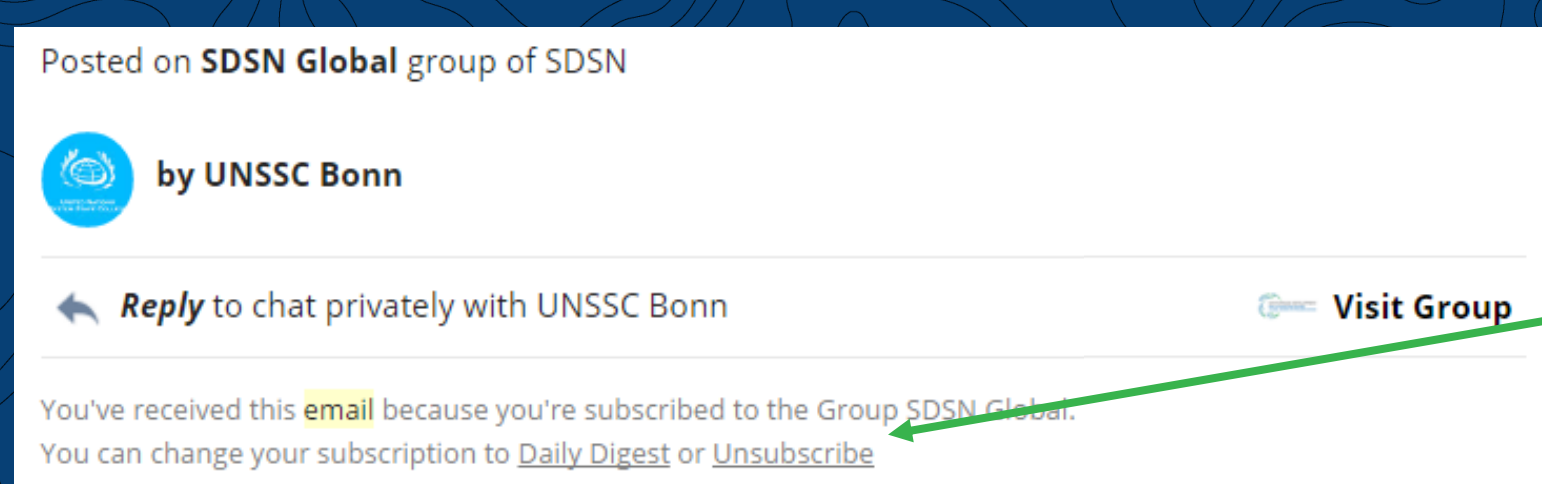 Posted on SDSN Global group of SDSN
by UNSSC Bonn
Reply to chat privately with UNSSC Bonn
Visit Group
You've received this email because you're subscribed to the Group SDSN Global.
You can change your subscription to Daily Digest or Unsubscribe